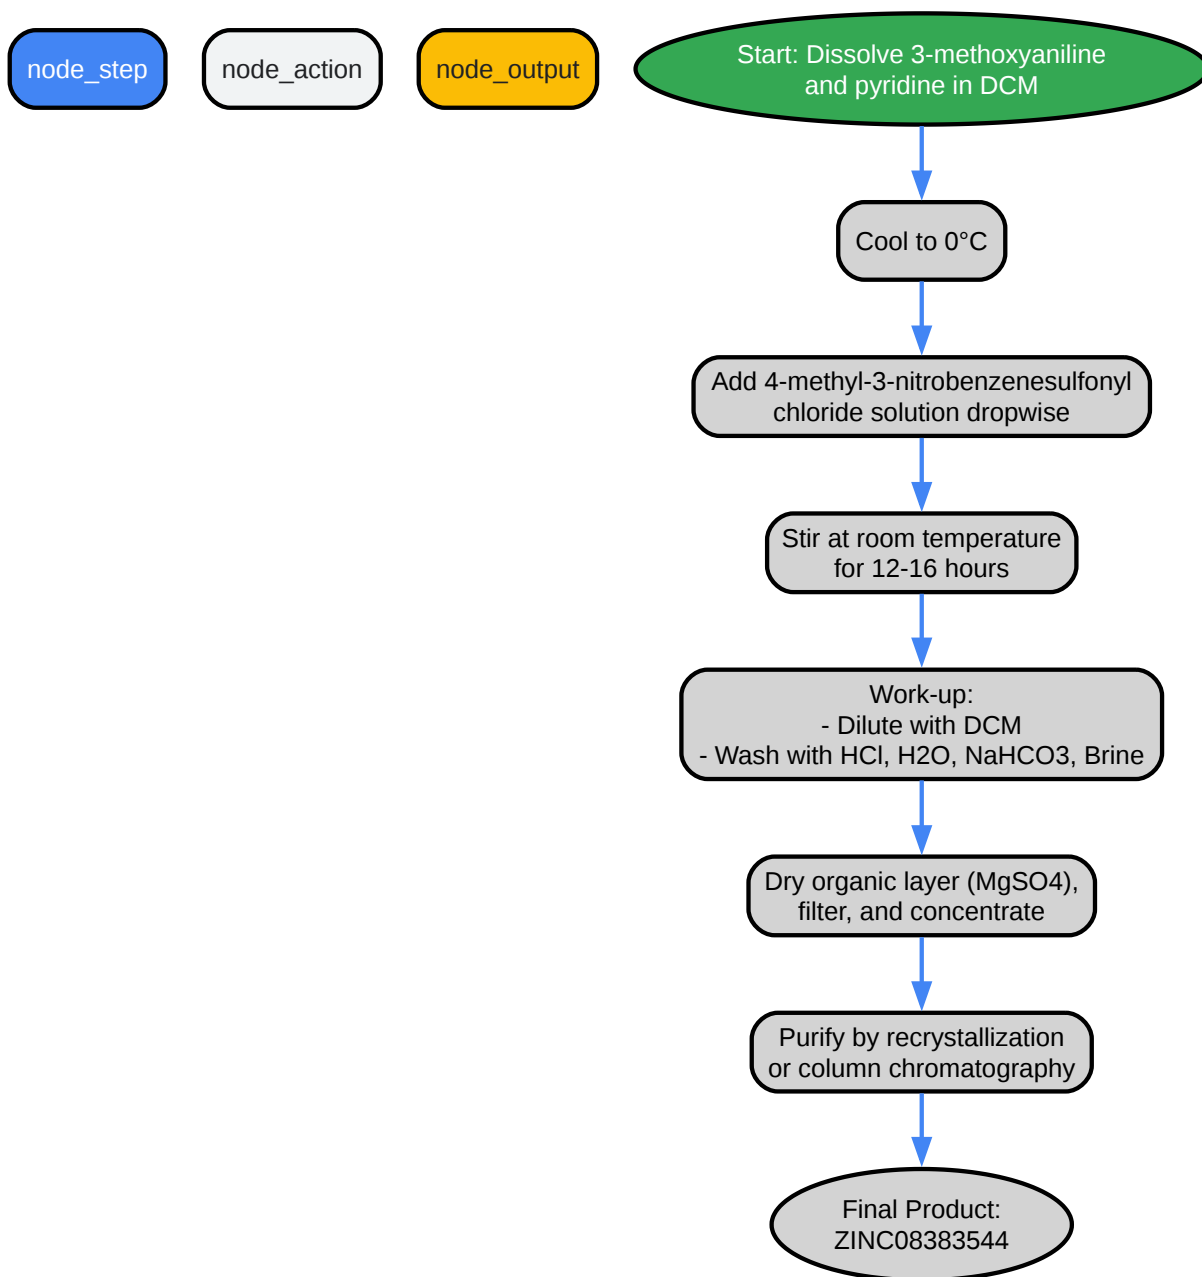 node_step
node_action
node_output
Start: Dissolve 3-methoxyaniline
and pyridine in DCM
Cool to 0°C
Add 4-methyl-3-nitrobenzenesulfonyl
chloride solution dropwise
Stir at room temperature
for 12-16 hours
Work-up:
- Dilute with DCM
- Wash with HCl, H2O, NaHCO3, Brine
Dry organic layer (MgSO4),
filter, and concentrate
Purify by recrystallization
or column chromatography
Final Product:
ZINC08383544